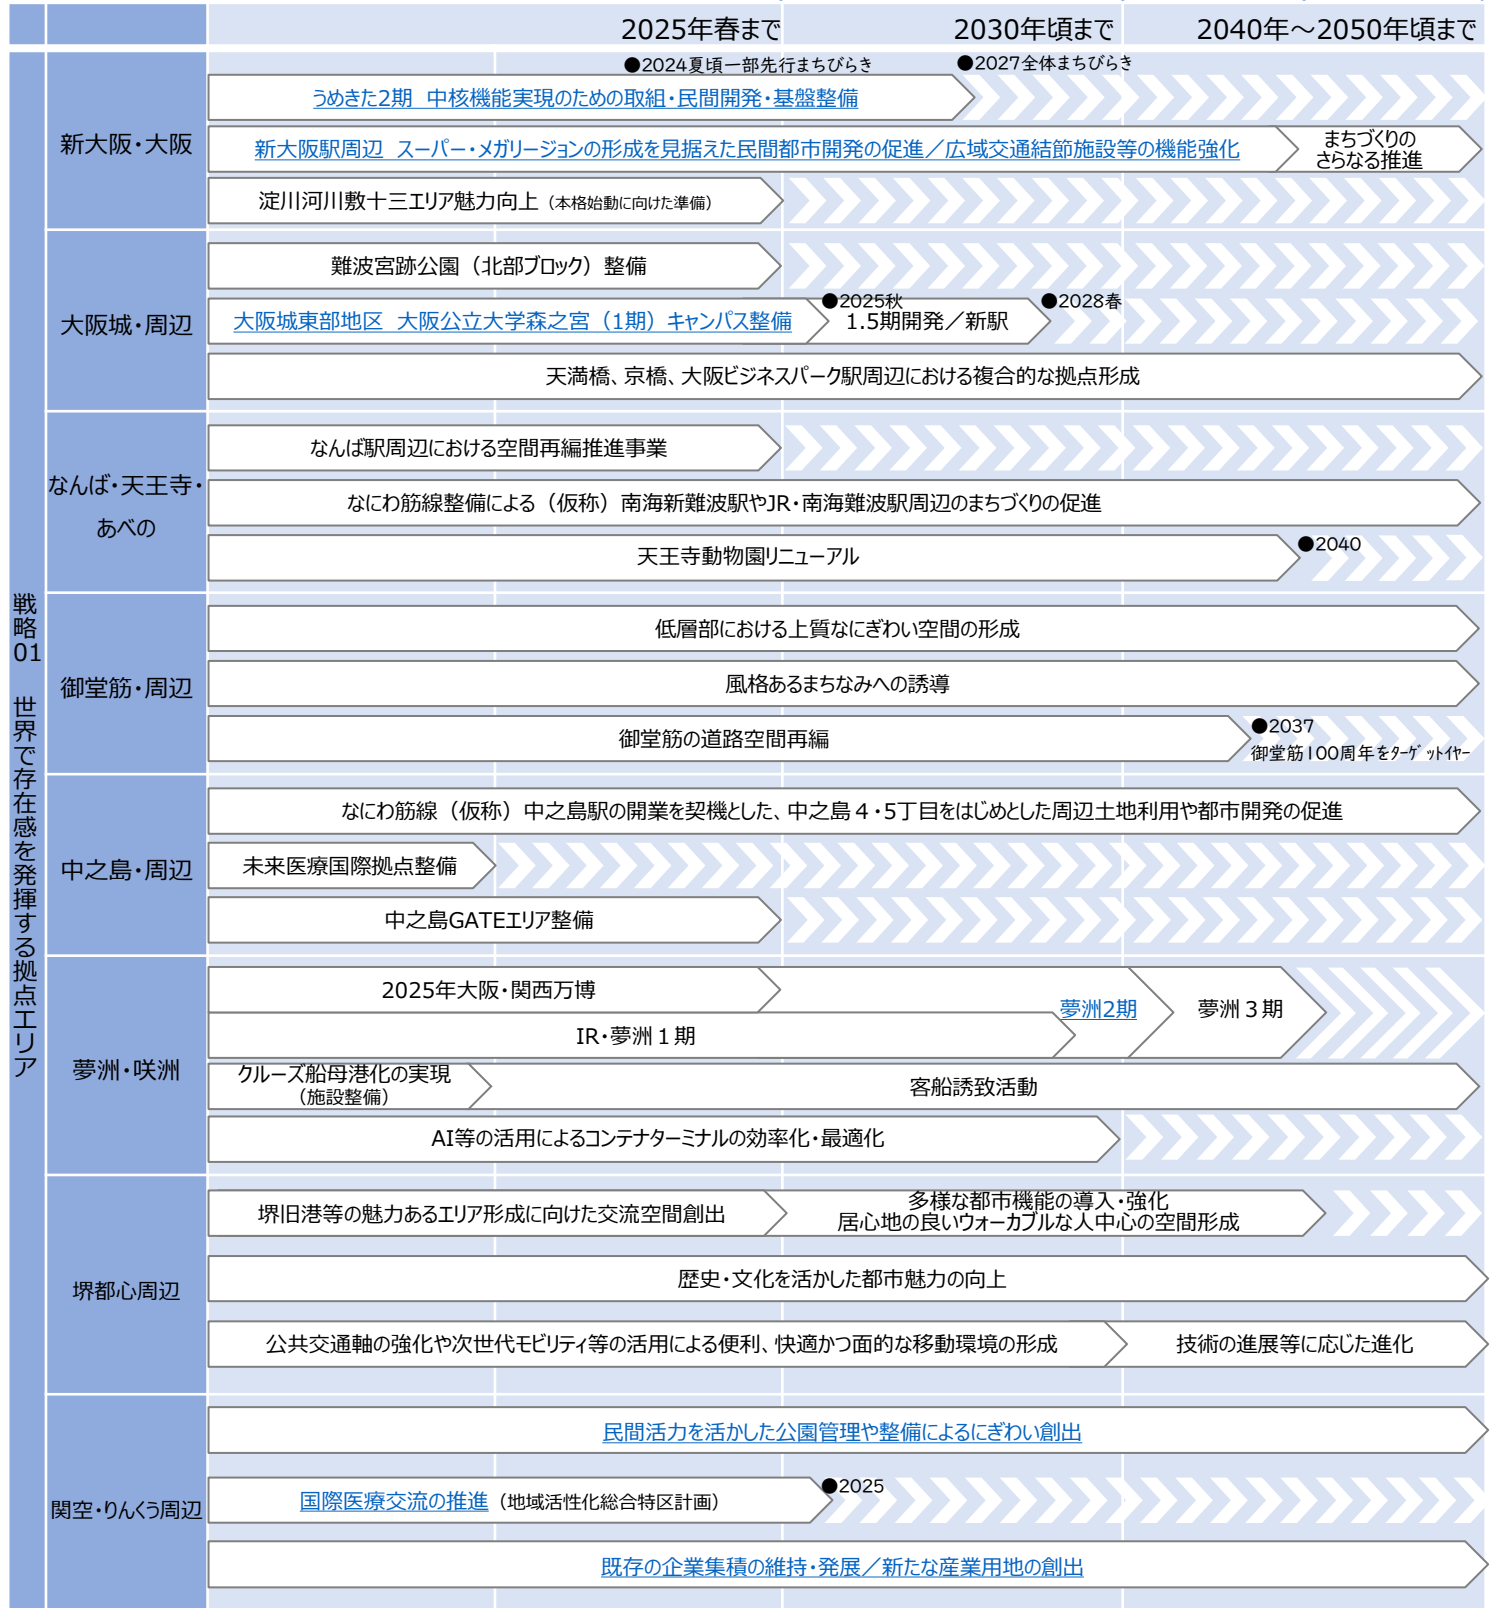 2025年春まで
2030年頃まで
2040年～2050年頃まで
戦略01　世界で存在感を発揮する拠点エリア
新大阪・大阪
●2024夏頃一部先行まちびらき
●2027全体まちびらき
うめきた2期　中核機能実現のための取組・民間開発・基盤整備
新大阪駅周辺　スーパー・メガリージョンの形成を見据えた民間都市開発の促進／広域交通結節施設等の機能強化
まちづくりの
さらなる推進
淀川河川敷十三エリア魅力向上（本格始動に向けた準備）
大阪城・周辺
難波宮跡公園（北部ブロック）整備
大阪城東部地区　大阪公立大学森之宮（1期）キャンパス整備
●2025秋
1.5期開発／新駅
●2028春
天満橋、京橋、大阪ビジネスパーク駅周辺における複合的な拠点形成
なんば・天王寺・
あべの
なんば駅周辺における空間再編推進事業
なにわ筋線整備による（仮称）南海新難波駅やJR・南海難波駅周辺のまちづくりの促進
天王寺動物園リニューアル
●2040
御堂筋・周辺
低層部における上質なにぎわい空間の形成
風格あるまちなみへの誘導
御堂筋の道路空間再編
●2037
御堂筋100周年をターゲットイヤー
中之島・周辺
なにわ筋線（仮称）中之島駅の開業を契機とした、中之島４・5丁目をはじめとした周辺土地利用や都市開発の促進
未来医療国際拠点整備
中之島GATEエリア整備
夢洲・咲洲
2025年大阪・関西万博
IR・夢洲１期
夢洲2期
夢洲３期
クルーズ船母港化の実現
（施設整備）
客船誘致活動
AI等の活用によるコンテナターミナルの効率化・最適化
堺都心周辺
堺旧港等の魅力あるエリア形成に向けた交流空間創出
多様な都市機能の導入・強化
居心地の良いウォーカブルな人中心の空間形成
歴史・文化を活かした都市魅力の向上
公共交通軸の強化や次世代モビリティ等の活用による便利、快適かつ面的な移動環境の形成
技術の進展等に応じた進化
関空・りんくう周辺
民間活力を活かした公園管理や整備によるにぎわい創出
国際医療交流の推進（地域活性化総合特区計画）
●2025
既存の企業集積の維持・発展／新たな産業用地の創出